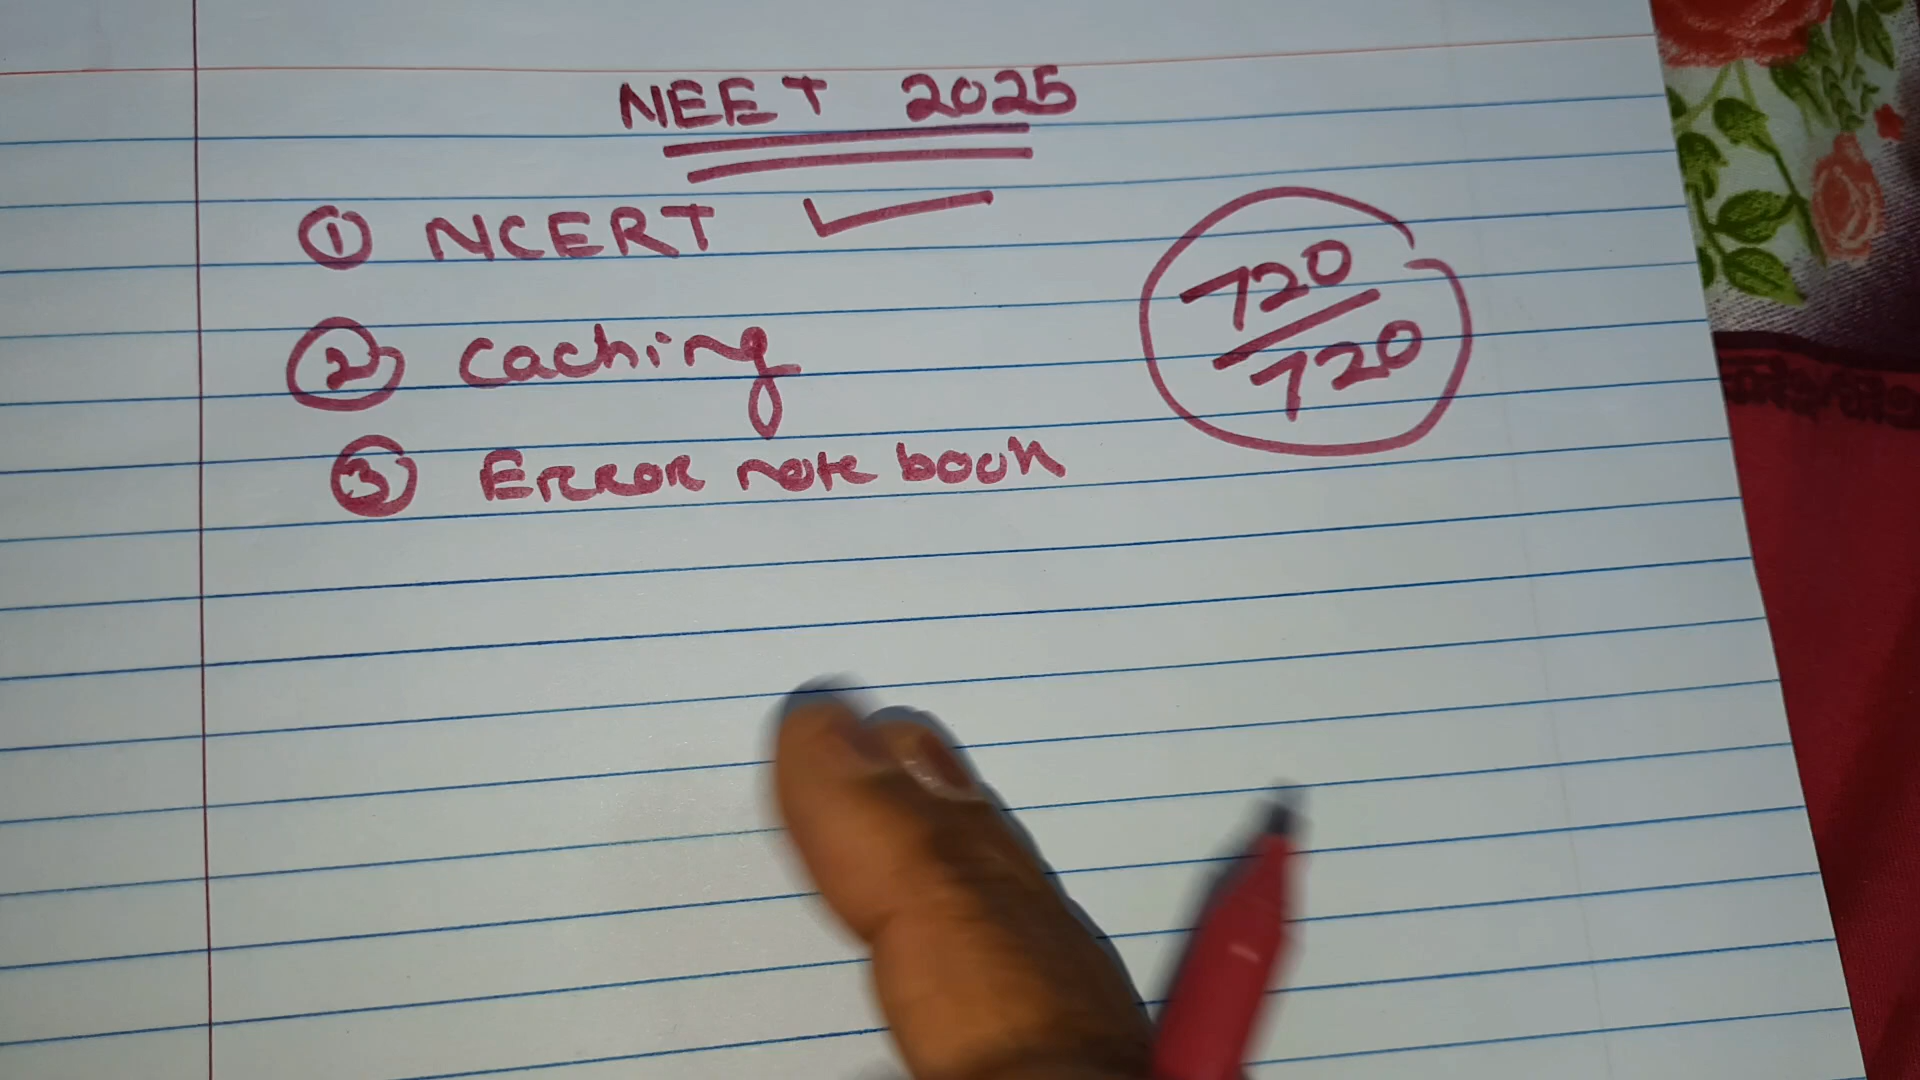 NEET 2025
① NCERT ✓
② Caching
③ Error note book
720
720